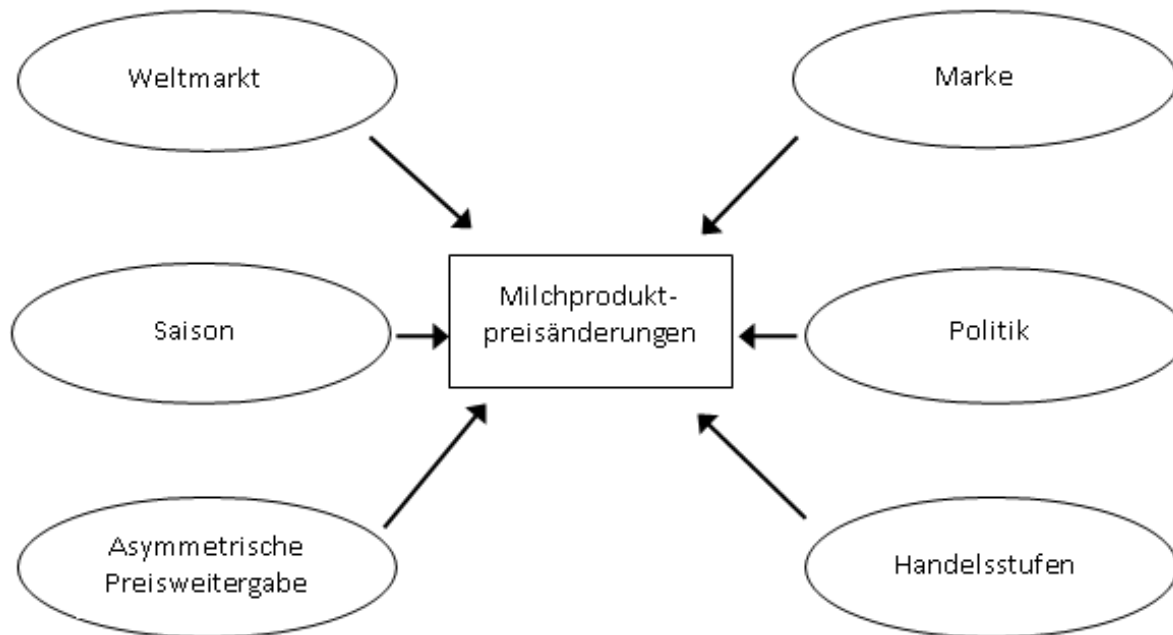 Weltmarkt
Marke
Milchprodukt-
preisänderungen
Saison
Politik
Asymmetrische
Preisweitergabe
Handelsstufen